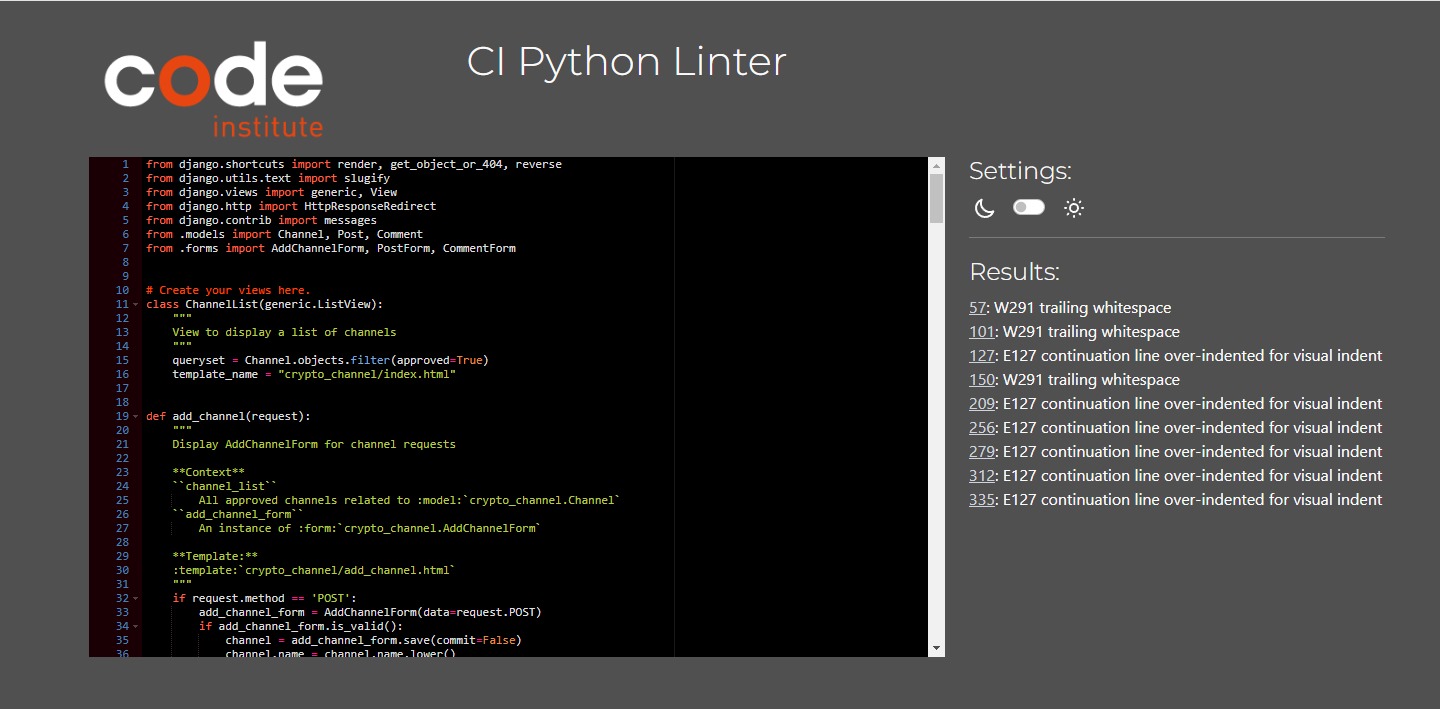 code
institute
CI Python Linter
1 from django.shortcuts import render, get_object_or_404, reverse
2 from django.utils.text import slugify
3 from django.views import generic, View
4 from django.http import HttpResponseRedirect
5 from django.contrib import messages
6 from .models import Channel, Post, Comment
7 from .forms import AddChannelForm, PostForm, CommentForm
8
9
10 # Create your views here.
11 class ChannelList(generic.ListView):
12     """
13     View to display a list of channels
14     """
15     queryset = Channel.objects.filter(approved=True)
16     template_name = "crypto_channel/index.html"
17
18
19 def add_channel(request):
20     """
21     Display AddChannelForm for channel requests
22
23     **Context**
24     ``channel_list``
25         All approved channels related to :model:`crypto_channel.Channel`
26     ``add_channel_form``
27         An instance of :form:`crypto_channel.AddChannelForm`
28
29     **Template:**
30     :template:`crypto_channel/add_channel.html`
31     """
32     if request.method == 'POST':
33         add_channel_form = AddChannelForm(data=request.POST)
34         if add_channel_form.is_valid():
35             channel = add_channel_form.save(commit=False)
36             channel.name = channel.name.lower()
Settings:
Results:
57: W291 trailing whitespace
101: W291 trailing whitespace
127: E127 continuation line over-indented for visual indent
150: W291 trailing whitespace
209: E127 continuation line over-indented for visual indent
256: E127 continuation line over-indented for visual indent
279: E127 continuation line over-indented for visual indent
312: E127 continuation line over-indented for visual indent
335: E127 continuation line over-indented for visual indent